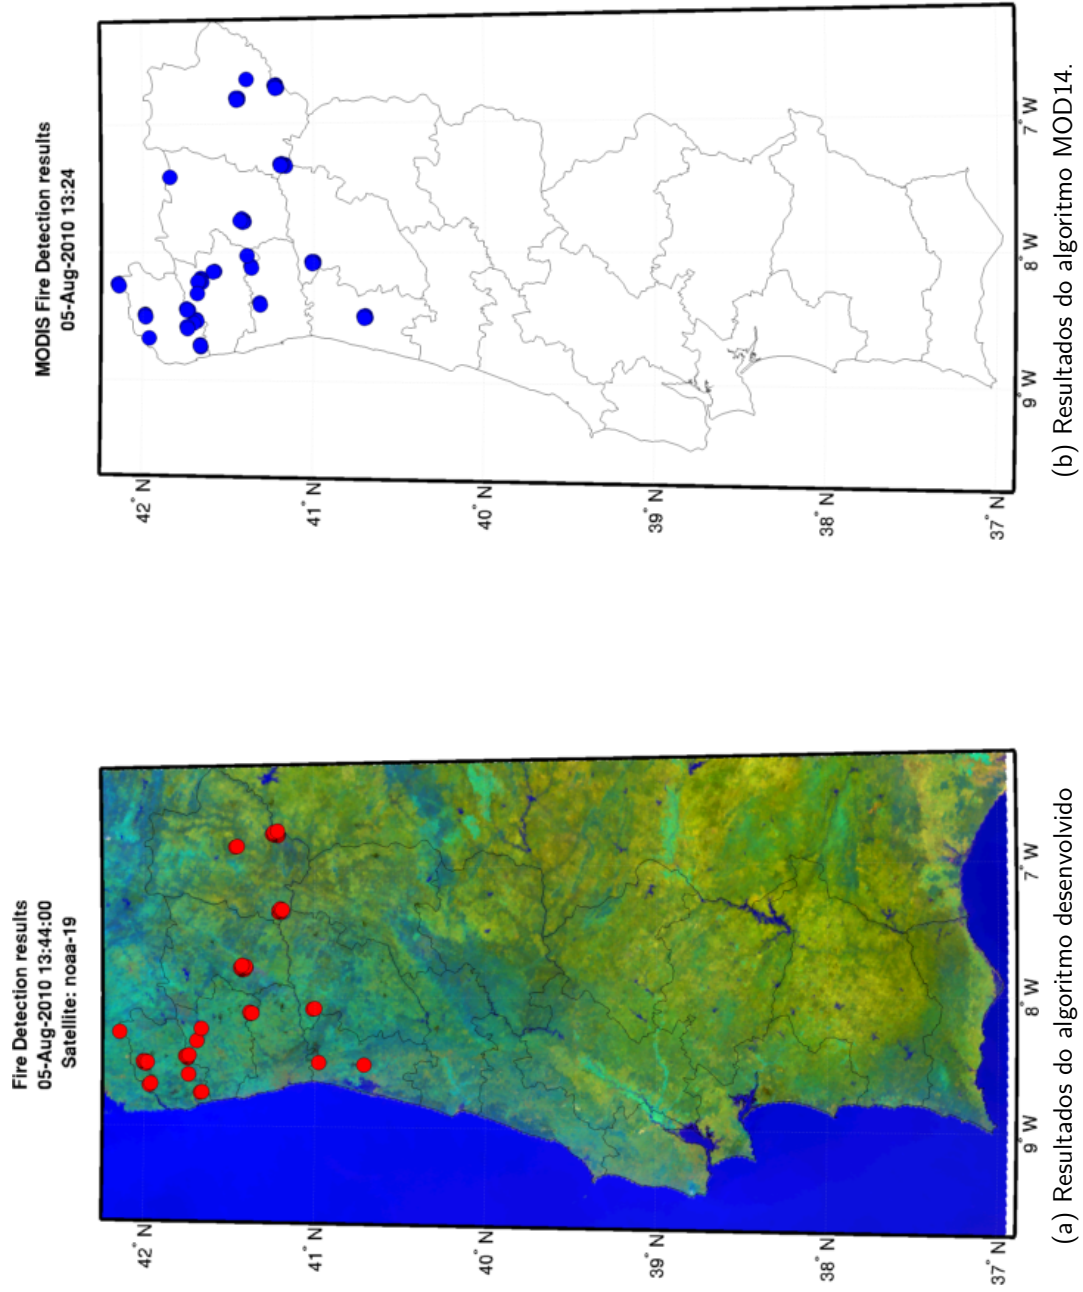 Fire Detection results
05-Aug-2010 13:44:00
Satellite: noaa-19
42° N
41° N
40° N
39° N
38° N
37° N
9° W
8° W
7° W
(a) Resultados do algoritmo desenvolvido
MODIS Fire Detection results
05-Aug-2010 13:24
42° N
41° N
40° N
39° N
38° N
37° N
9° W
8° W
7° W
(b) Resultados do algoritmo MOD14.